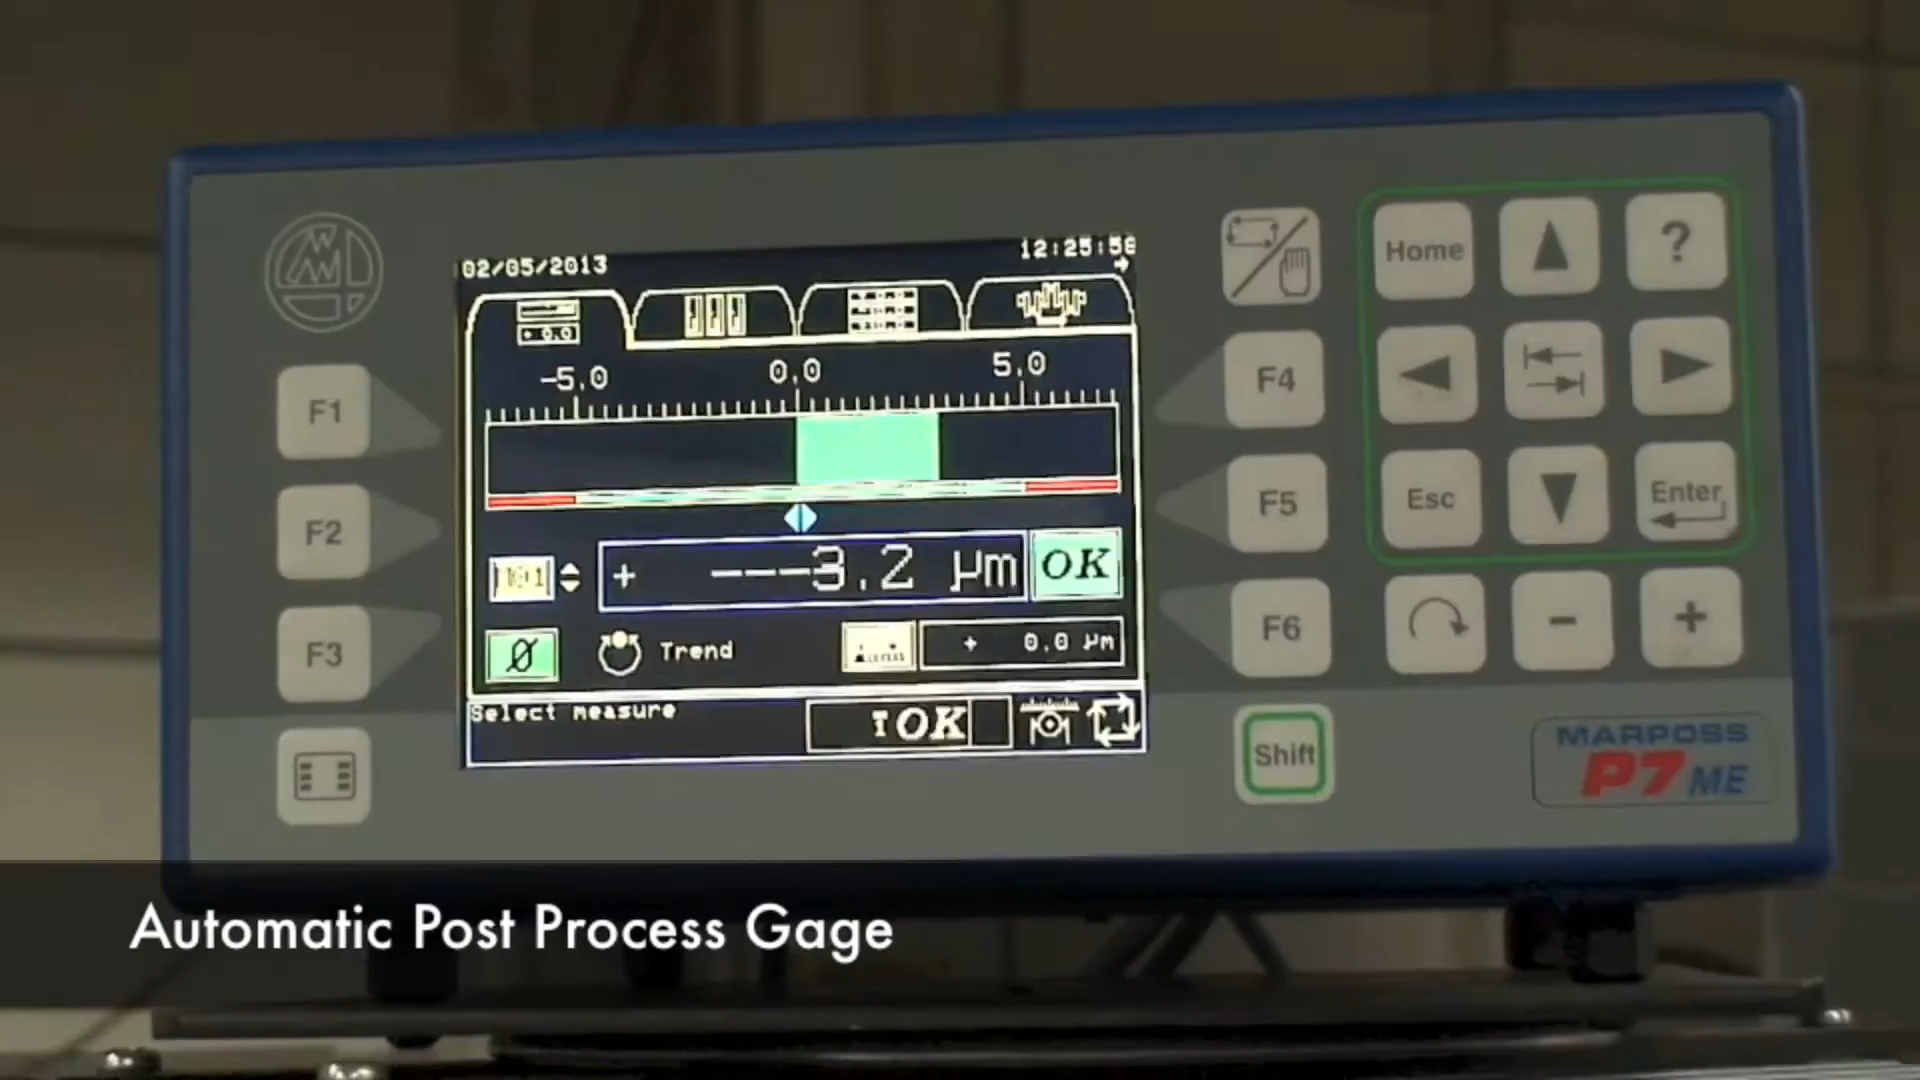 02/05/2013
12:25:58
+ 0.0
-5.0 0.0 5.0
+ ---3.2 µm OK
Ø Trend + 0.0 µm
Select measure
T OK
F1
F2
F3
F4
F5
F6
Home
?
Esc
Enter
-
+
Shift
MARPOSS
P7 ME
Automatic Post Process Gage